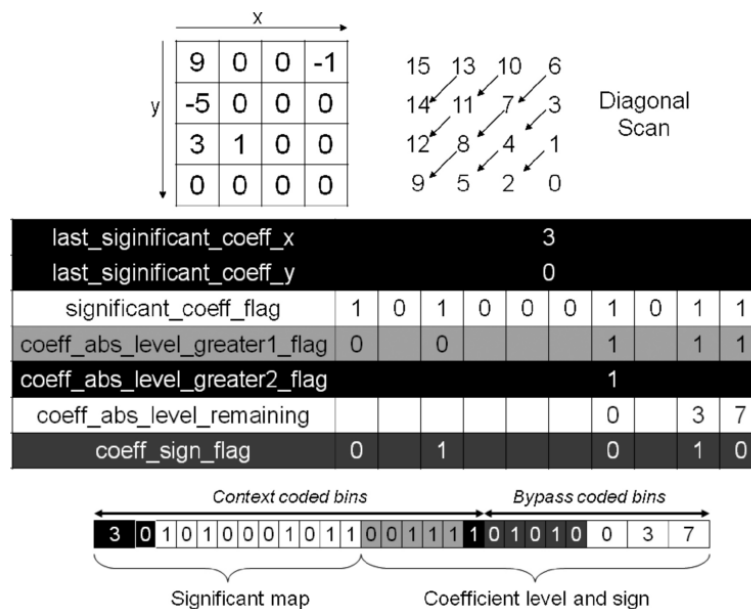 x
y
9 0 0 -1
-5 0 0 0
3 1 0 0
0 0 0 0
15 13 10 6
14 11 7 3
12 8 4 1
9 5 2 0
Diagonal
Scan
last_siginificant_coeff_x 3
last_siginificant_coeff_y 0
significant_coeff_flag 1 0 1 0 0 0 1 0 1 1
coeff_abs_level_greater1_flag 0 0 1 1 1
coeff_abs_level_greater2_flag 1
coeff_abs_level_remaining 0 3 7
coeff_sign_flag 0 1 0 1 0
Context coded bins Bypass coded bins
3 0 1 0 1 0 0 0 1 0 1 1 0 0 1 1 1 1 0 1 0 1 0 0 3 7
Significant map Coefficient level and sign